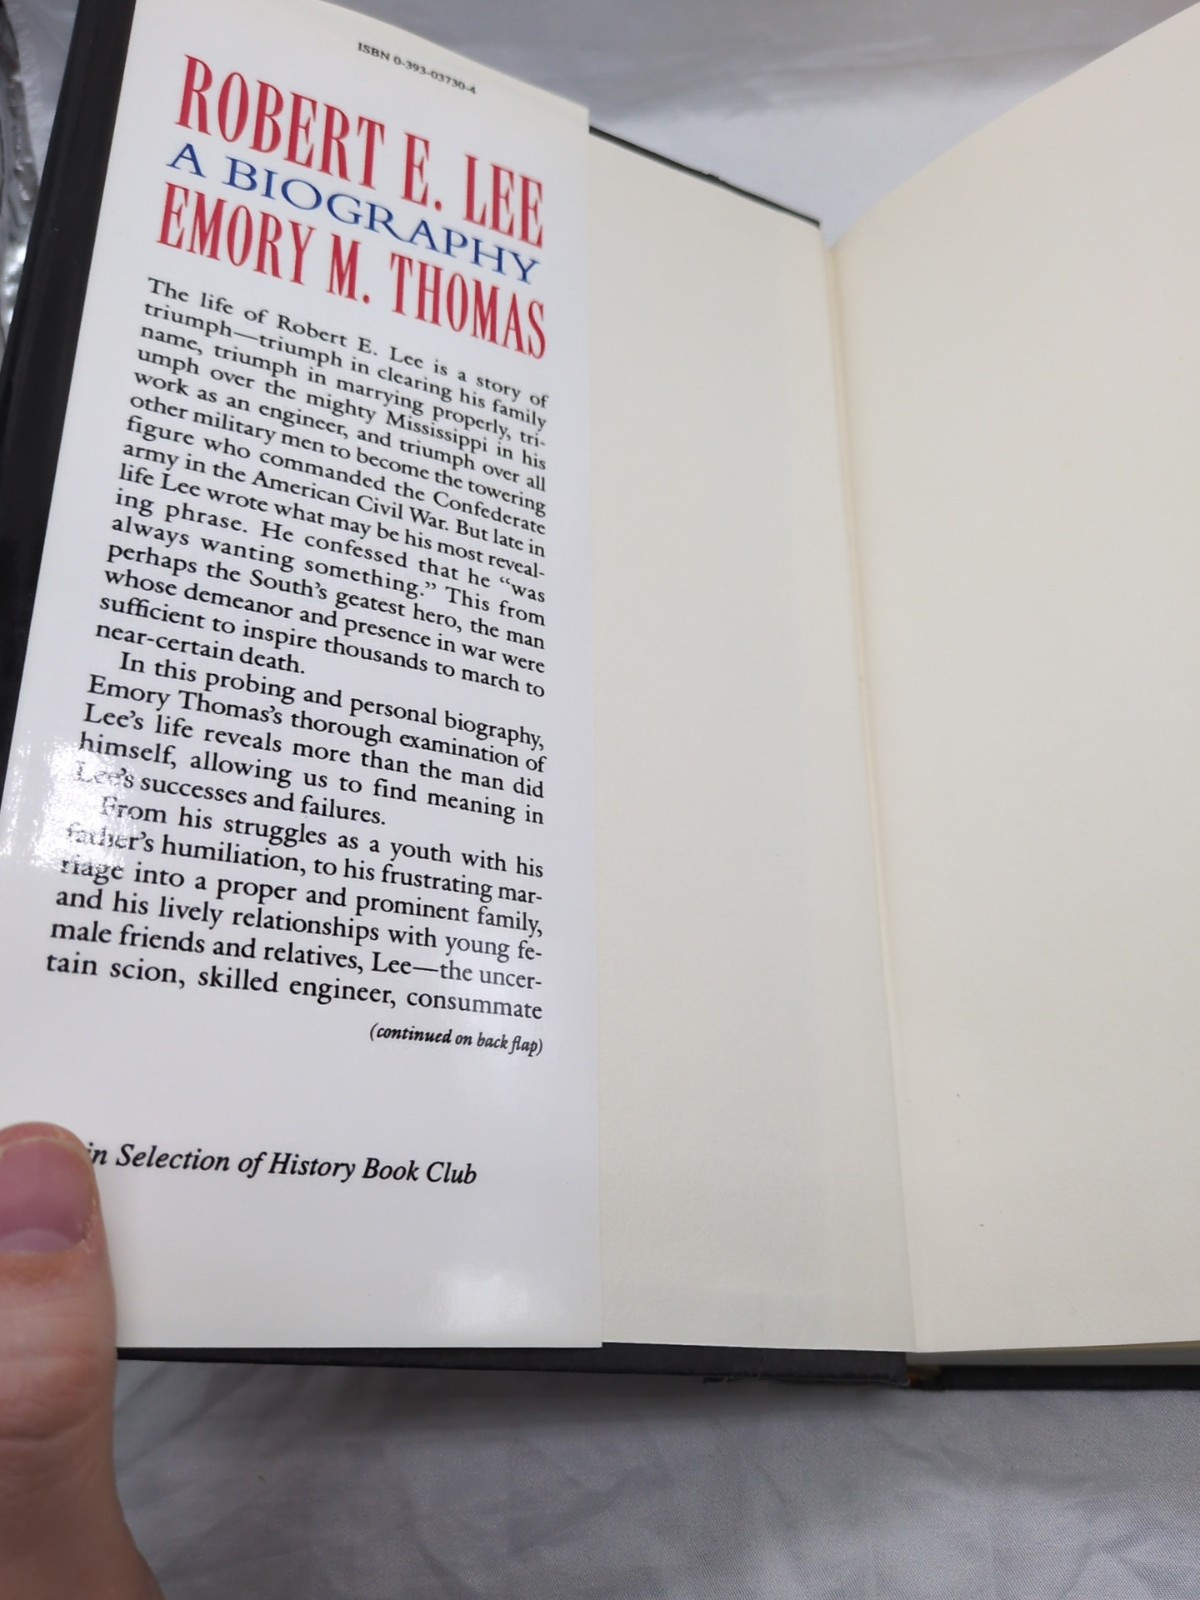 ISBN 0-393-03730-4
ROBERT E. LEE
A BIOGRAPHY
EMORY M. THOMAS
The life of Robert E. Lee is a story of
triumph—triumph in clearing his family
name, triumph in marrying properly, tri-
umph over the mighty Mississippi in his
work as an engineer, and triumph over all
other military men to become the towering
figure who commanded the Confederate
army in the American Civil War. But late in
life Lee wrote what may be his most reveal-
ing phrase. He confessed that he “was
always wanting something.” This from
perhaps the South’s geatest hero, the man
whose demeanor and presence in war were
sufficient to inspire thousands to march to
near-certain death.
In this probing and personal biography,
Emory Thomas’s thorough examination of
Lee’s life reveals more than the man did
himself, allowing us to find meaning in
Lee’s successes and failures.
From his struggles as a youth with his
father’s humiliation, to his frustrating mar-
riage into a proper and prominent family,
and his lively relationships with young fe-
male friends and relatives, Lee—the uncer-
tain scion, skilled engineer, consummate
(continued on back flap)
in Selection of History Book Club